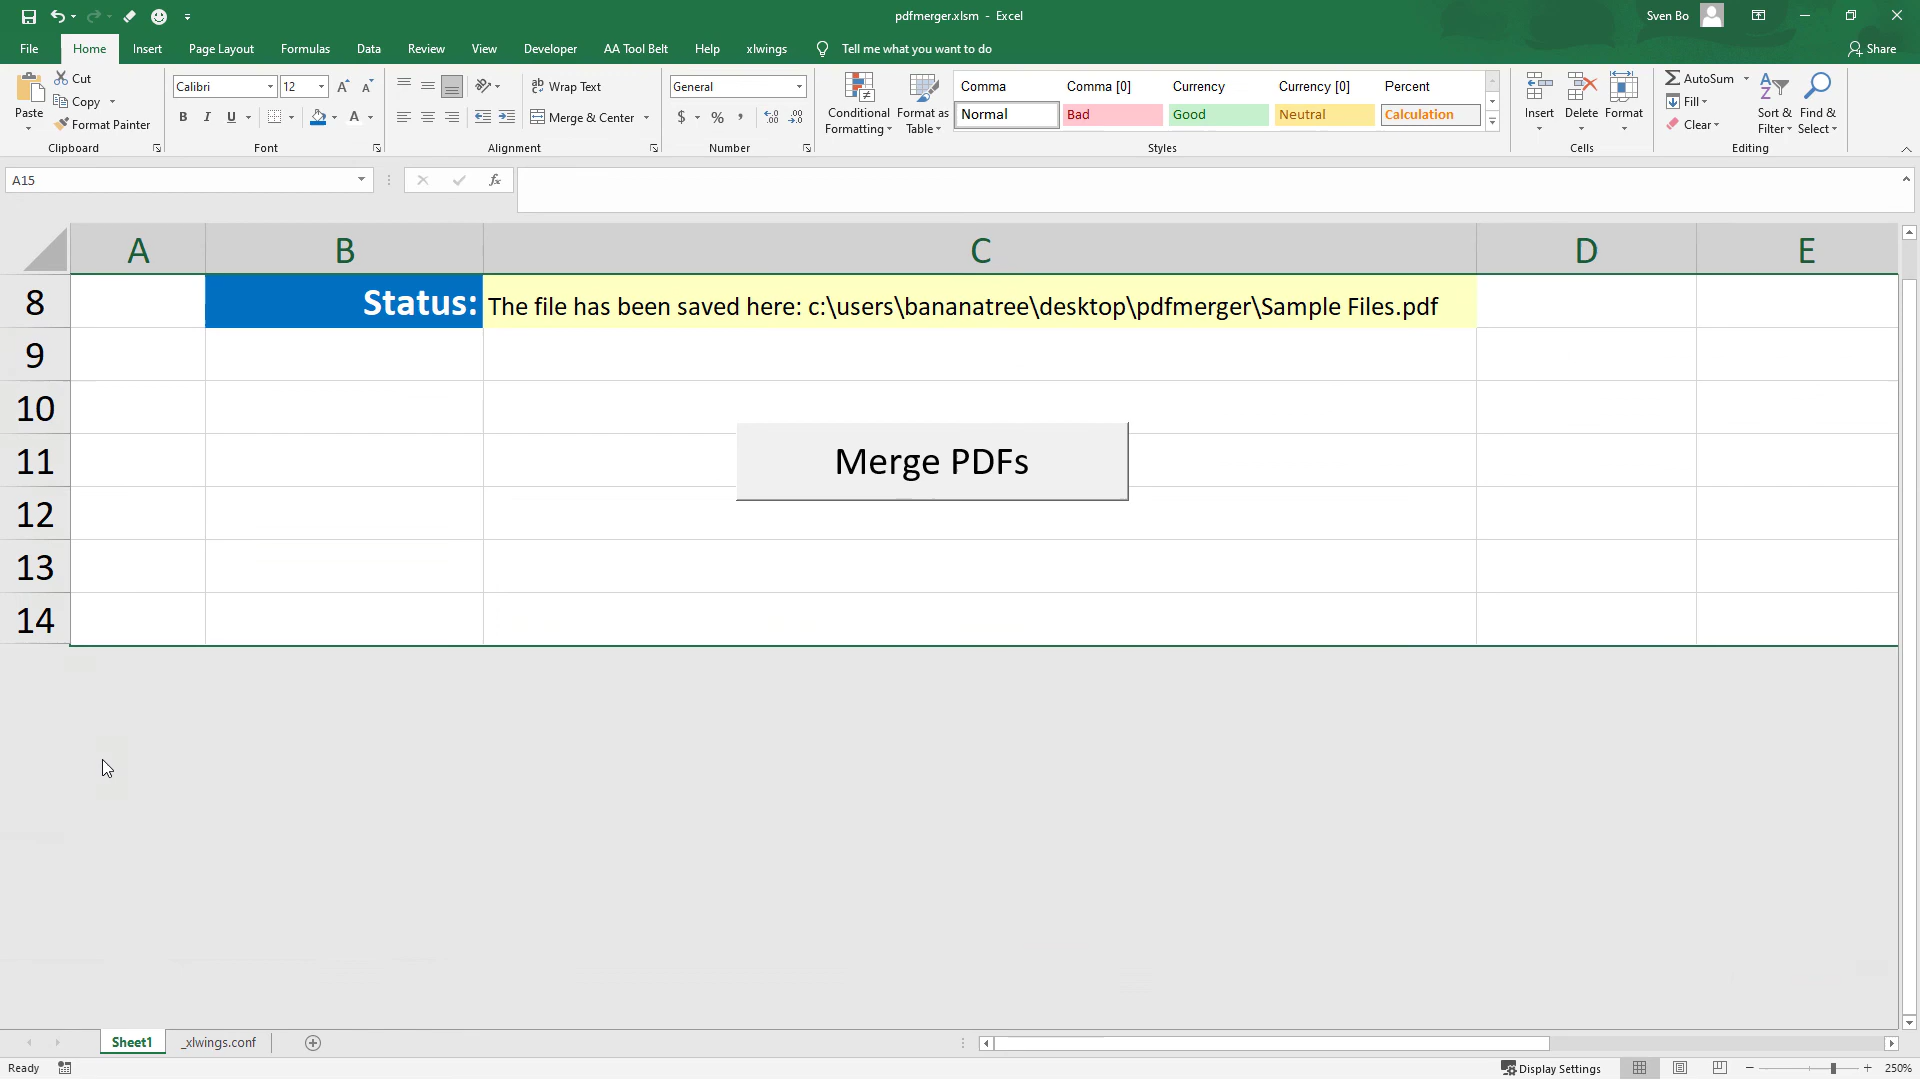 pdfmerger.xlsm - Excel
Sven Bo
File Home Insert Page Layout Formulas Data Review View Developer AA Tool Belt Help xlwings Tell me what you want to do Share
Paste
Cut
Copy
Format Painter
Clipboard
Calibri 12
B I U A
Font
ab Wrap Text
Merge & Center
Alignment
General
$ % ,
Number
Conditional Formatting
Format as Table
Comma Comma [0] Currency Currency [0] Percent
Normal Bad Good Neutral Calculation
Styles
Insert Delete Format
Cells
AutoSum
Fill
Clear
Sort & Filter
Find & Select
Editing
A15
fx
A B C D E
8 Status: The file has been saved here: c:\users\bananatree\desktop\pdfmerger\Sample Files.pdf
9
10
11 Merge PDFs
12
13
14
Sheet1 _xlwings.conf
Ready
Display Settings
250%